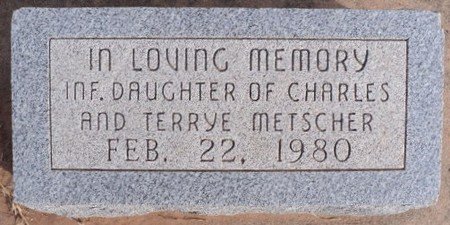 IN LOVING MEMORY
INF. DAUGHTER OF CHARLES
AND TERRYE METSCHER
FEB. 22, 1980